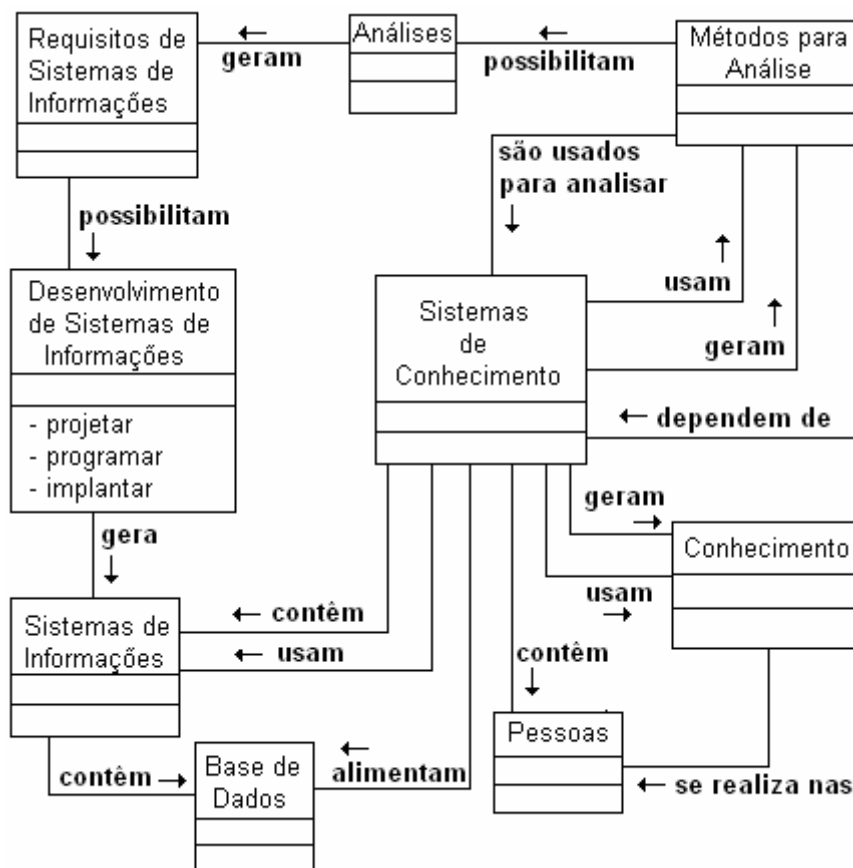 Requisitos de
Sistemas de
Informações
geram
Análises
possibilitam
Métodos para
Análise
são usados
para analisar
possibilitam
Desenvolvimento
de Sistemas de
Informações
- projetar
- programar
- implantar
Sistemas
de
Conhecimento
usam
geram
dependem de
geram
Conhecimento
usam
gera
Sistemas de
Informações
contêm
usam
contêm
Pessoas
se realiza nas
contêm
Base de
Dados
alimentam